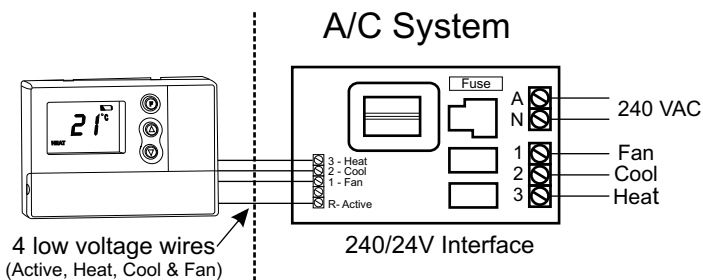 A/C System
Fuse
A
N
240 VAC
21°c
HEAT
3 - Heat
2 - Cool
1 - Fan
R- Active
1
2
3
Fan
Cool
Heat
4 low voltage wires
(Active, Heat, Cool & Fan)
240/24V Interface